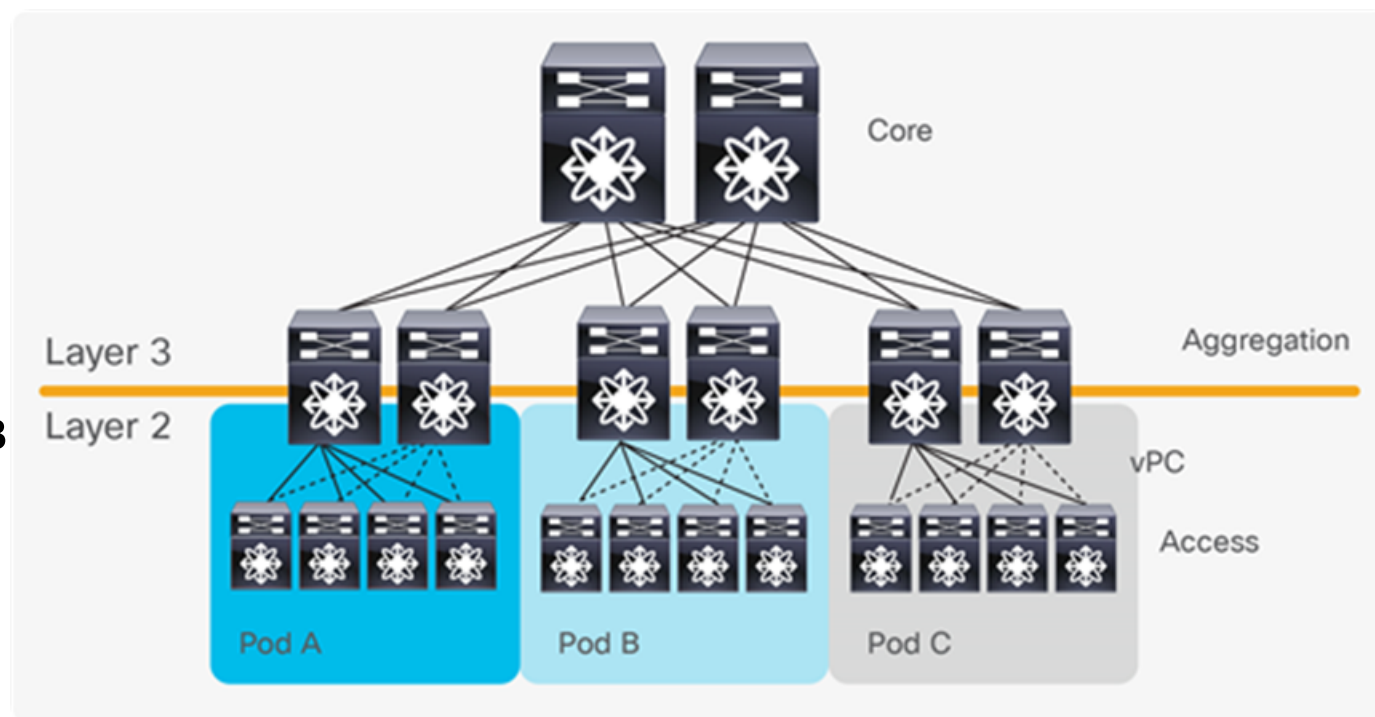 Core
Layer 3
Aggregation
Layer 2
vPC
Access
Pod A
Pod B
Pod C